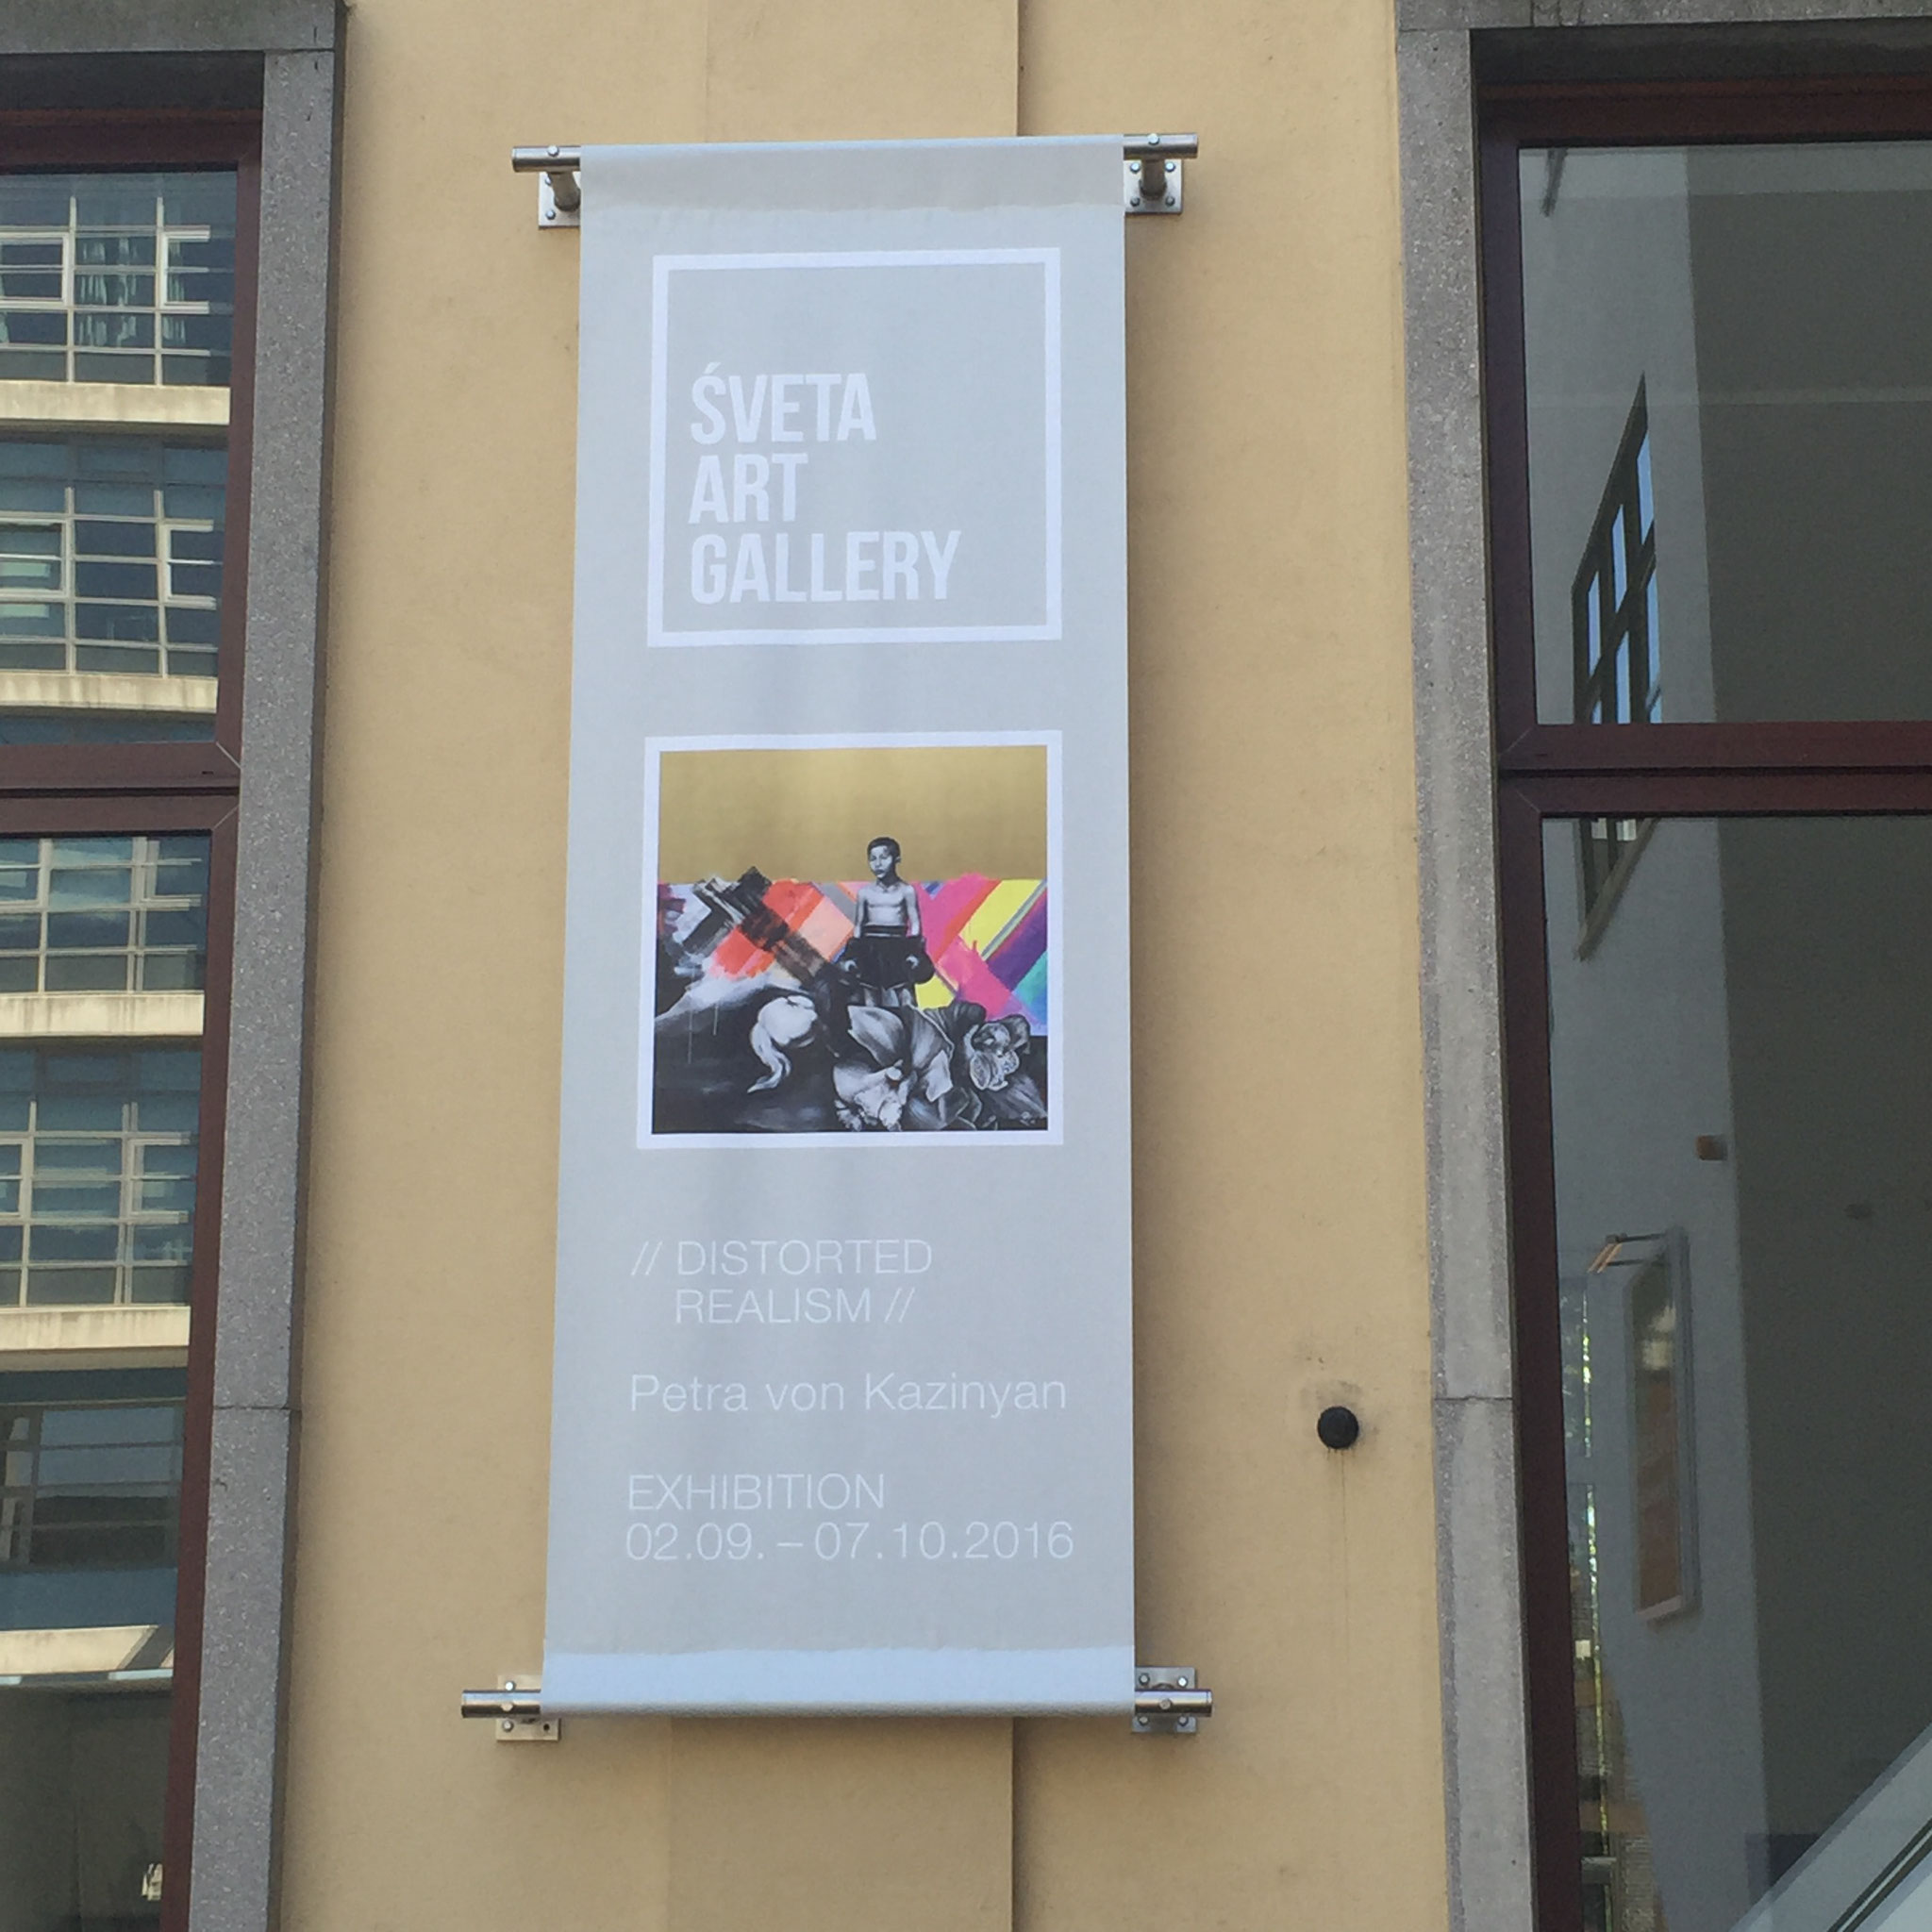 ŚVETA
ART
GALLERY
// DISTORTED
REALISM //
Petra von Kazinyan
EXHIBITION
02.09. – 07.10.2016